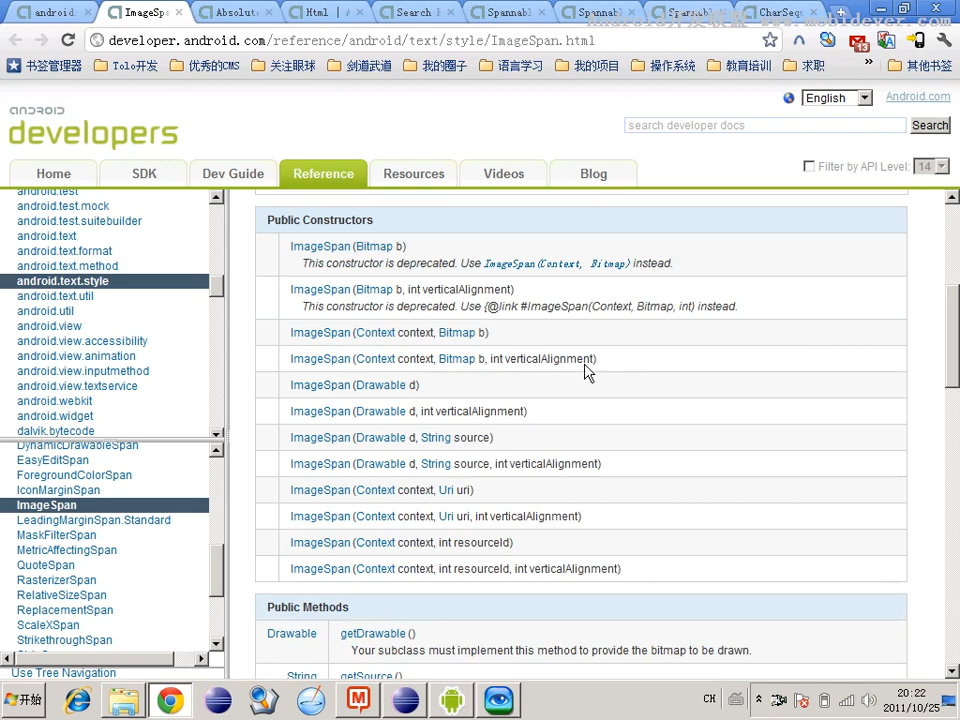 android.
ImageSp
Absolut
Html |
Search R
Spannabl
Spannabl
Spannabl
CharSeq
www.mobidever.com
developer.android.com/reference/android/text/style/ImageSpan.html
书签管理器
Tolo开发
优秀的CMS
关注眼球
剑道武道
我的圈子
语言学习
我的项目
操作系统
教育培训
求职
»
其他书签
13
English
Android.com
android
developers
search developer docs
Search
Home
SDK
Dev Guide
Reference
Resources
Videos
Blog
Filter by API Level:
14
android.test
android.test.mock
android.test.suitebuilder
android.text
android.text.format
android.text.method
android.text.style
android.text.util
android.util
android.view
android.view.accessibility
android.view.animation
android.view.inputmethod
android.view.textservice
android.webkit
android.widget
dalvik.bytecode
DynamicDrawableSpan
EasyEditSpan
ForegroundColorSpan
IconMarginSpan
ImageSpan
LeadingMarginSpan.Standard
MaskFilterSpan
MetricAffectingSpan
QuoteSpan
RasterizerSpan
RelativeSizeSpan
ReplacementSpan
ScaleXSpan
StrikethroughSpan
Use Tree Navigation
Public Constructors
ImageSpan (Bitmap b)
This constructor is deprecated. Use ImageSpan(Context, Bitmap) instead.
ImageSpan (Bitmap b, int verticalAlignment)
This constructor is deprecated. Use {@link #ImageSpan(Context, Bitmap, int) instead.
ImageSpan (Context context, Bitmap b)
ImageSpan (Context context, Bitmap b, int verticalAlignment)
ImageSpan (Drawable d)
ImageSpan (Drawable d, int verticalAlignment)
ImageSpan (Drawable d, String source)
ImageSpan (Drawable d, String source, int verticalAlignment)
ImageSpan (Context context, Uri uri)
ImageSpan (Context context, Uri uri, int verticalAlignment)
ImageSpan (Context context, int resourceId)
ImageSpan (Context context, int resourceId, int verticalAlignment)
Public Methods
Drawable
getDrawable ()
Your subclass must implement this method to provide the bitmap to be drawn.
String
getSource ()
开始
CH
20:22
2011/10/25